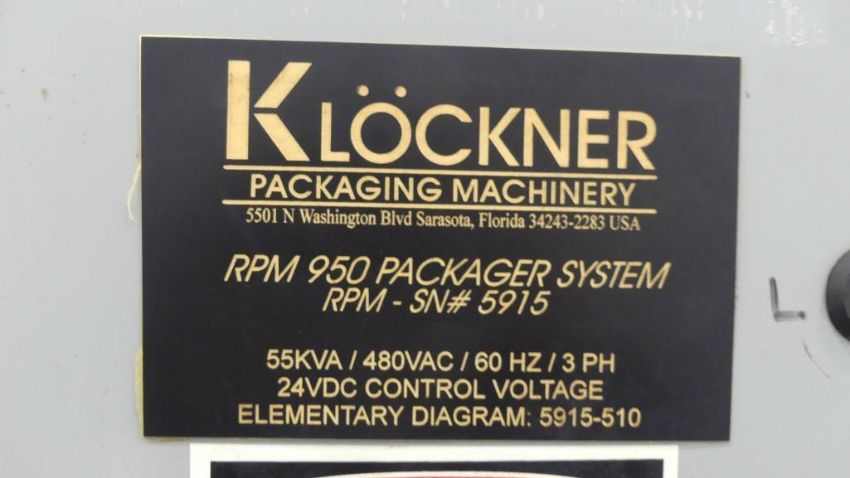 KLÖCKNER
PACKAGING MACHINERY
5501 N Washington Blvd Sarasota, Florida 34243-2283 USA
RPM 950 PACKAGER SYSTEM
RPM - SN# 5915
55KVA / 480VAC / 60 HZ / 3 PH
24VDC CONTROL VOLTAGE
ELEMENTARY DIAGRAM: 5915-510
L.